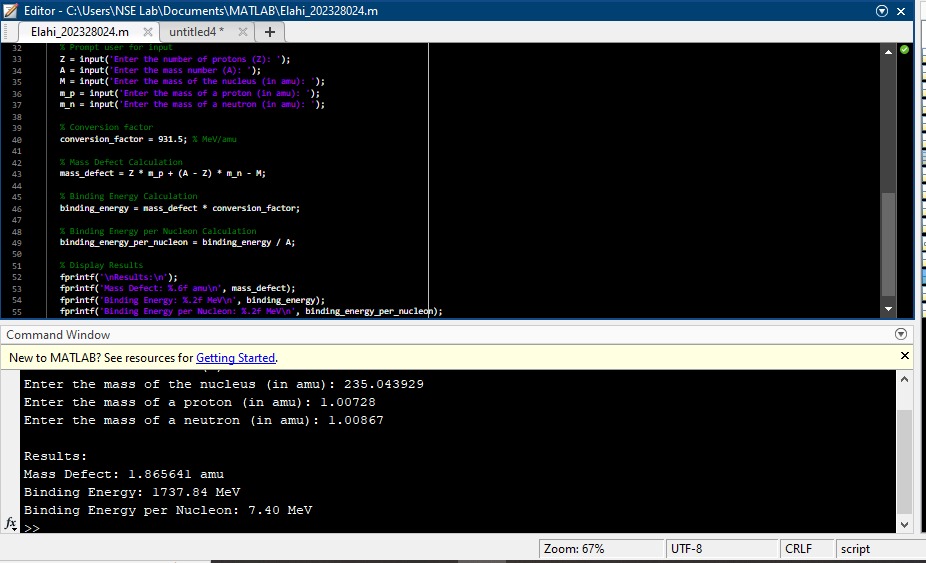 Editor - C:\Users\NSE Lab\Documents\MATLAB\Elahi_202328024.m
Elahi_202328024.m untitled4 * +
32 % Prompt user for input
33 Z = input('Enter the number of protons (Z): ');
34 A = input('Enter the mass number (A): ');
35 M = input('Enter the mass of the nucleus (in amu): ');
36 m_p = input('Enter the mass of a proton (in amu): ');
37 m_n = input('Enter the mass of a neutron (in amu): ');
38
39 % Conversion factor
40 conversion_factor = 931.5; % MeV/amu
41
42 % Mass Defect Calculation
43 mass_defect = Z * m_p + (A - Z) * m_n - M;
44
45 % Binding Energy Calculation
46 binding_energy = mass_defect * conversion_factor;
47
48 % Binding Energy per Nucleon Calculation
49 binding_energy_per_nucleon = binding_energy / A;
50
51 % Display Results
52 fprintf('\nResults:\n');
53 fprintf('Mass Defect: %.6f amu\n', mass_defect);
54 fprintf('Binding Energy: %.2f MeV\n', binding_energy);
55 fprintf('Binding Energy per Nucleon: %.2f MeV\n', binding_energy_per_nucleon);
Command Window
New to MATLAB? See resources for Getting Started.
Enter the mass of the nucleus (in amu): 235.043929
Enter the mass of a proton (in amu): 1.00728
Enter the mass of a neutron (in amu): 1.00867
Results:
Mass Defect: 1.865641 amu
Binding Energy: 1737.84 MeV
Binding Energy per Nucleon: 7.40 MeV
fx >>
Zoom: 67% UTF-8 CRLF script